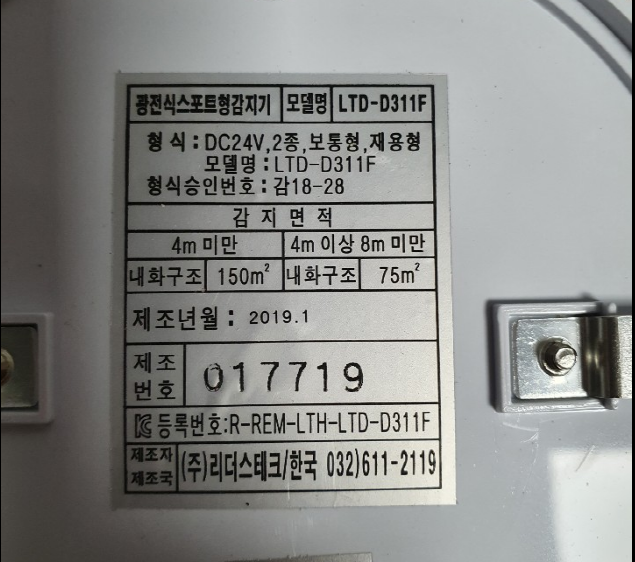 광전식스포트형감지기 모델명 LTD-D311F
형 식 : DC24V,2종,보통형,재용형
모델명 : LTD-D311F
형식승인번호 : 감18-28
감 지 면 적
4m 미만 4m 이상 8m 미만
내화구조 150㎡ 내화구조 75㎡
제조년월 : 2019.1
제조번호 017719
등록번호:R-REM-LTH-LTD-D311F
제조자 제조국 (주)리더스테크/한국 032)611-2119